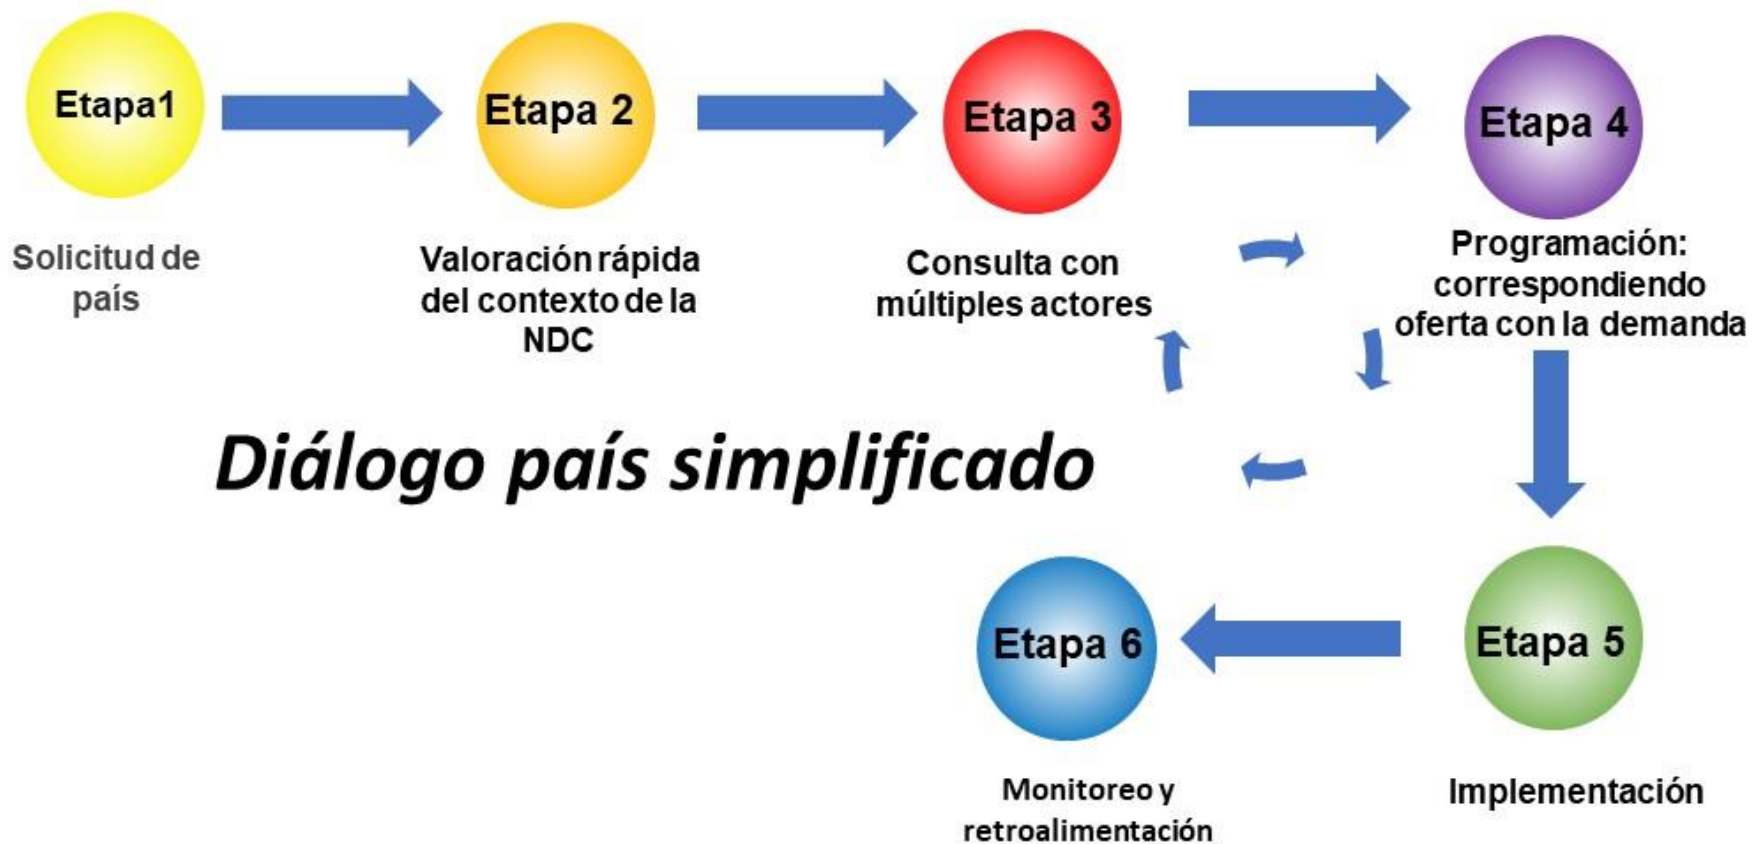 Etapa1
Etapa 2
Etapa 3
Etapa 4
Solicitud de
país
Valoración rápida
del contexto de la
NDC
Consulta con
múltiples actores
Programación:
correspondiendo
oferta con la demanda
Diálogo país simplificado
Etapa 6
Etapa 5
Monitoreo y
retroalimentación
Implementación